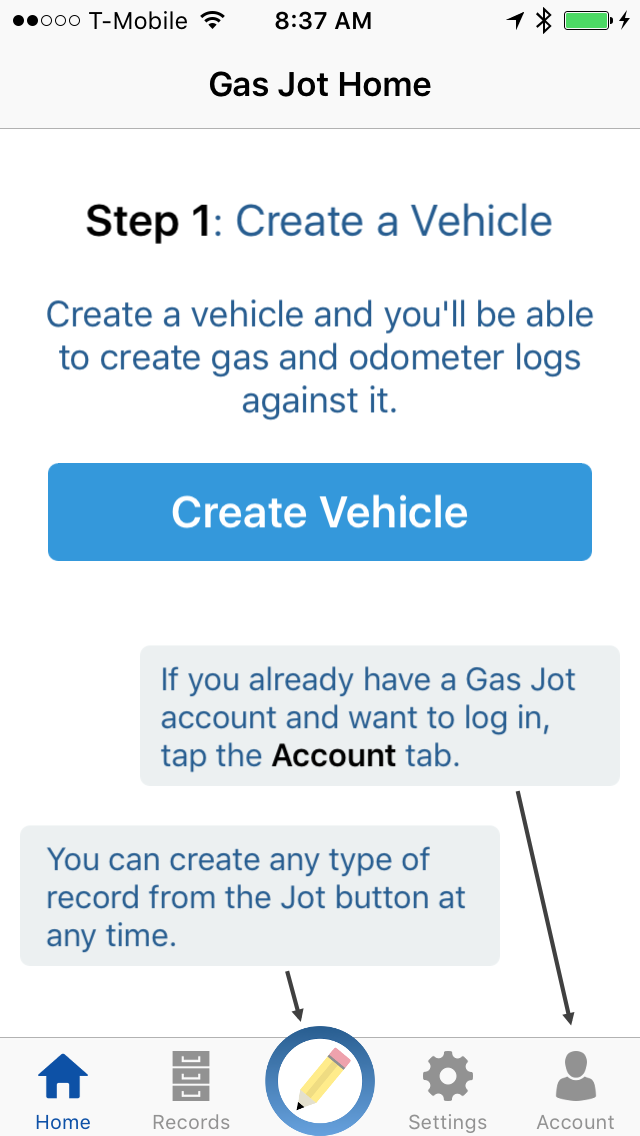 T-Mobile 8:37 AM
Gas Jot Home
Step 1: Create a Vehicle
Create a vehicle and you'll be able
to create gas and odometer logs
against it.
Create Vehicle
If you already have a Gas Jot
account and want to log in,
tap the Account tab.
You can create any type of
record from the Jot button at
any time.
Home Records Settings Account